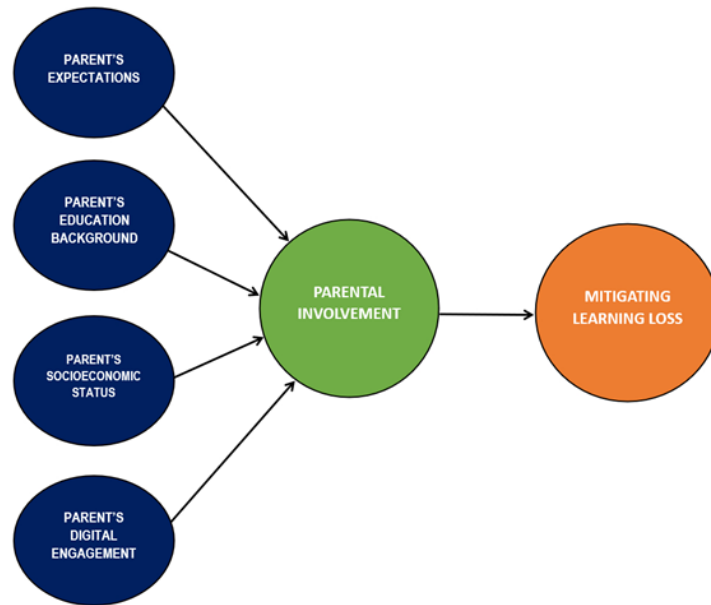 PARENT'S
EXPECTATIONS
PARENT'S
EDUCATION
BACKGROUND
PARENT'S
SOCIOECONOMIC
STATUS
PARENT'S
DIGITAL
ENGAGEMENT
PARENTAL
INVOLVEMENT
MITIGATING
LEARNING LOSS